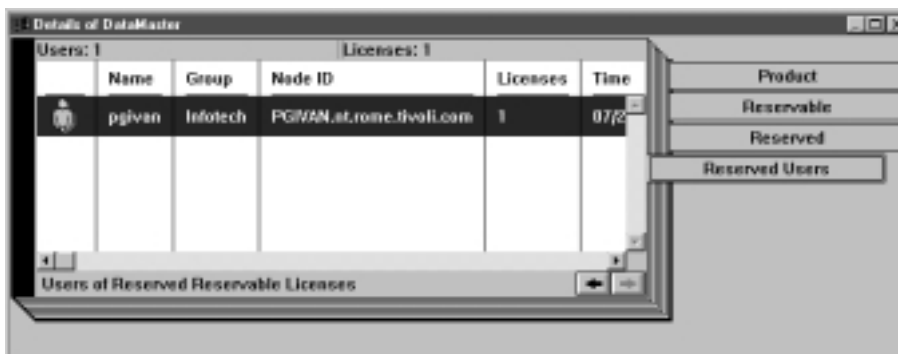 Details of DataMaster
Users: 1 Licenses: 1
Name Group Node ID Licenses Time
pgivan Infotech PGIVAN.nt.rome.tivoli.com 1 07/2
Users of Reserved Reservable Licenses
Product
Reservable
Reserved
Reserved Users